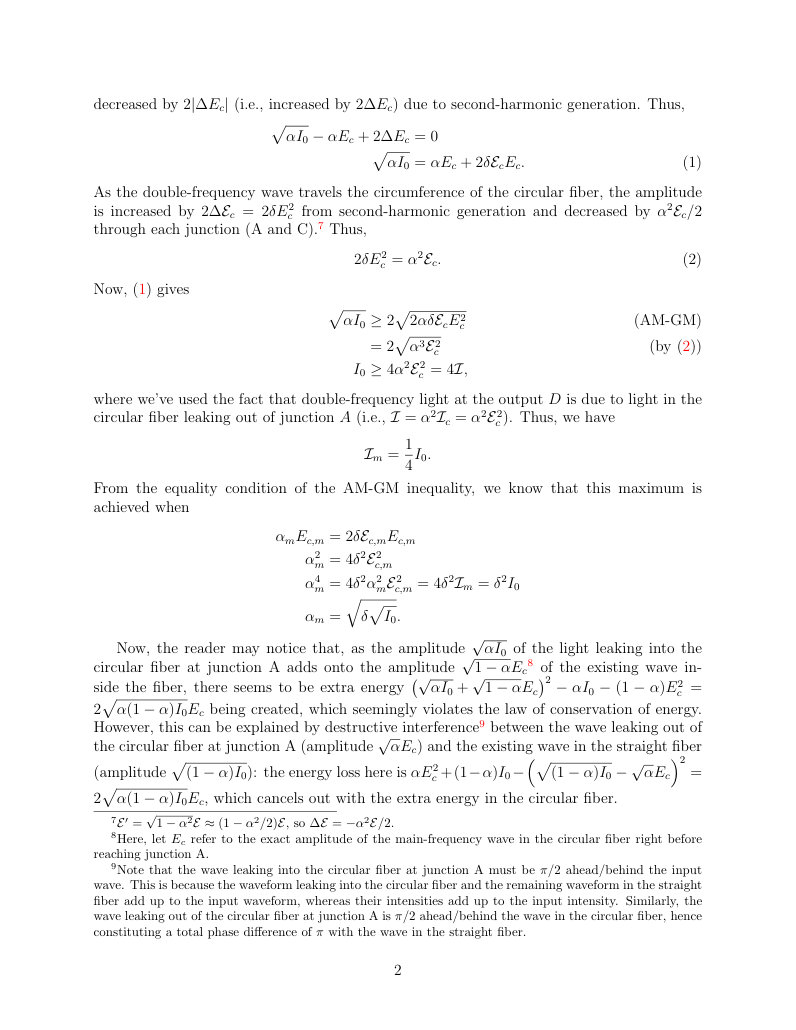 decreased by 2|ΔE_c| (i.e., increased by 2ΔE_c) due to second-harmonic generation. Thus,
√(αI_0) − αE_c + 2ΔE_c = 0
√(αI_0) = αE_c + 2δℰ_cE_c. (1)
As the double-frequency wave travels the circumference of the circular fiber, the amplitude
is increased by 2Δℰ_c = 2δE_c^2 from second-harmonic generation and decreased by α^2ℰ_c/2
through each junction (A and C).^7 Thus,
2δE_c^2 = α^2ℰ_c. (2)
Now, (1) gives
√(αI_0) ≥ 2√(2αδℰ_cE_c^2) (AM-GM)
= 2√(α^3ℰ_c^2) (by (2))
I_0 ≥ 4α^2ℰ_c^2 = 4ℐ,
where we've used the fact that double-frequency light at the output D is due to light in the
circular fiber leaking out of junction A (i.e., ℐ = α^2ℐ_c = α^2ℰ_c^2). Thus, we have
ℐ_m = 1/4 I_0.
From the equality condition of the AM-GM inequality, we know that this maximum is
achieved when
α_mE_{c,m} = 2δℰ_{c,m}E_{c,m}
α_m^2 = 4δ^2ℰ_{c,m}^2
α_m^4 = 4δ^2α_m^2ℰ_{c,m}^2 = 4δ^2ℐ_m = δ^2I_0
α_m = √(δ√(I_0)).
Now, the reader may notice that, as the amplitude √(αI_0) of the light leaking into the
circular fiber at junction A adds onto the amplitude √(1 − α)E_c^8 of the existing wave in-
side the fiber, there seems to be extra energy (√(αI_0) + √(1 − α)E_c)^2 − αI_0 − (1 − α)E_c^2 =
2√(α(1 − α)I_0)E_c being created, which seemingly violates the law of conservation of energy.
However, this can be explained by destructive interference^9 between the wave leaking out of
the circular fiber at junction A (amplitude √αE_c) and the existing wave in the straight fiber
(amplitude √((1 − α)I_0)): the energy loss here is αE_c^2+(1−α)I_0−(√((1 − α)I_0) − √αE_c)^2 =
2√(α(1 − α)I_0)E_c, which cancels out with the extra energy in the circular fiber.
^7ℰ′ = √(1 − α^2)ℰ ≈ (1 − α^2/2)ℰ, so Δℰ = −α^2ℰ/2.
^8Here, let E_c refer to the exact amplitude of the main-frequency wave in the circular fiber right before
reaching junction A.
^9Note that the wave leaking into the circular fiber at junction A must be π/2 ahead/behind the input
wave. This is because the waveform leaking into the circular fiber and the remaining waveform in the straight
fiber add up to the input waveform, whereas their intensities add up to the input intensity. Similarly, the
wave leaking out of the circular fiber at junction A is π/2 ahead/behind the wave in the circular fiber, hence
constituting a total phase difference of π with the wave in the straight fiber.
2